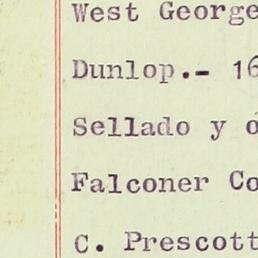 West George
Dunlop.- 16
Sellado y o
Falconer Co
C. Prescott